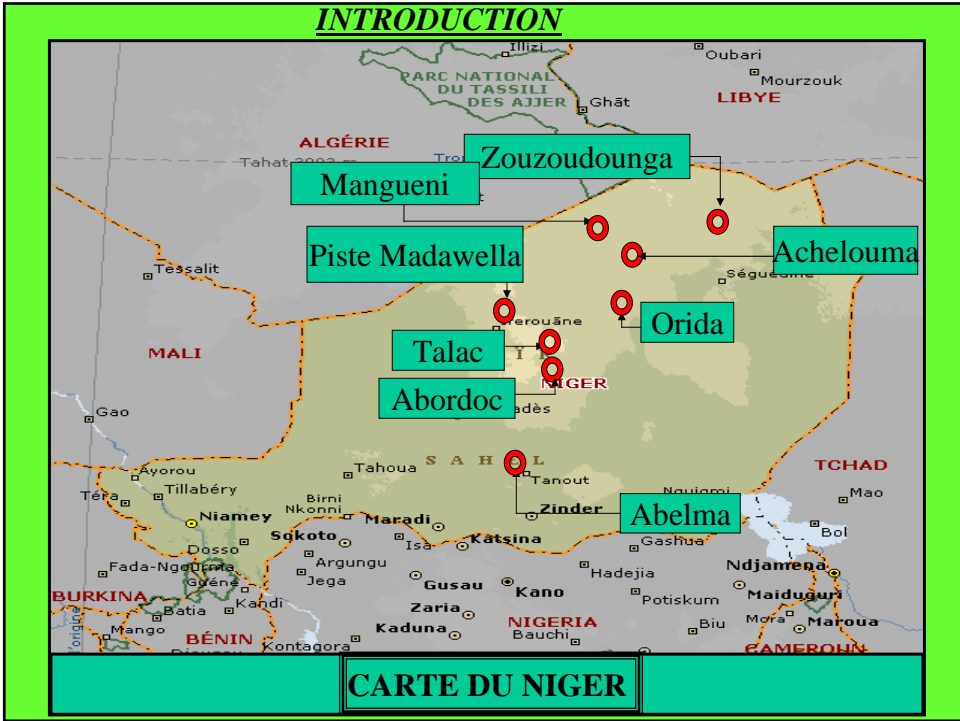 INTRODUCTION
Illizi
Oubari
PARC NATIONAL
DU TASSILI
DES AJJER
Mourzouk
LIBYE
Ghāt
ALGÉRIE
Zouzoudounga
Mangueni
Piste Madawella
Achelouma
Tessalit
Séguédine
Orida
MALI
Talac
NIGER
Abordoc
Gao
SAHEL
TCHAD
Ayorou
Tahoua
Tanout
Mao
Téra
Tillabéry
Birni
Nkonni
Niamey
Maradi
Zinder
Abelma
Bol
Dosso
Sokoto
Isa
Katsina
Gashua
Fada-Ngourma
Argungu
Jega
Hadejia
Ndjamena
Gusau
Kano
Potiskum
Maiduguri
BURKINA
Kandi
Batia
Zaria
Mora
Maroua
Mango
BÉNIN
Kaduna
NIGERIA
Bauchi
Biu
l'origine
Kontagora
CAMEROUN
CARTE DU NIGER